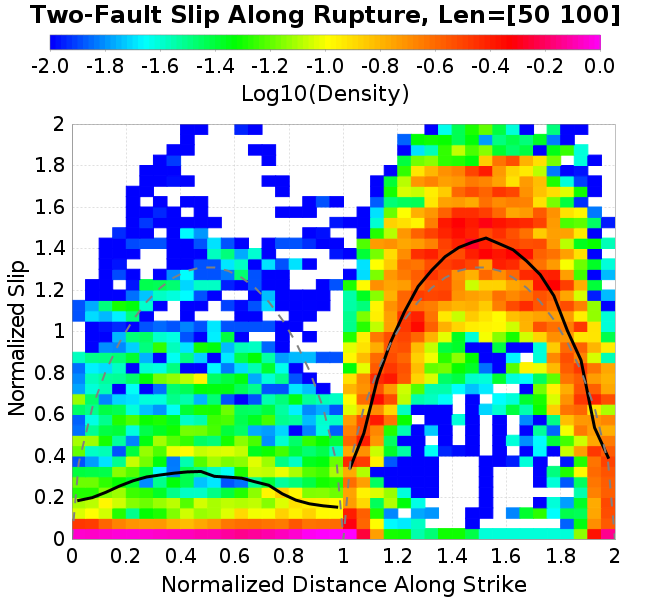 Two-Fault Slip Along Rupture, Len=[50 100]
-2.0 -1.8 -1.6 -1.4 -1.2 -1.0 -0.8 -0.6 -0.4 -0.2 0.0
Log10(Density)
2
1.8
1.6
1.4
1.2
1
0.8
0.6
0.4
0.2
0
Normalized Slip
0 0.2 0.4 0.6 0.8 1 1.2 1.4 1.6 1.8 2
Normalized Distance Along Strike